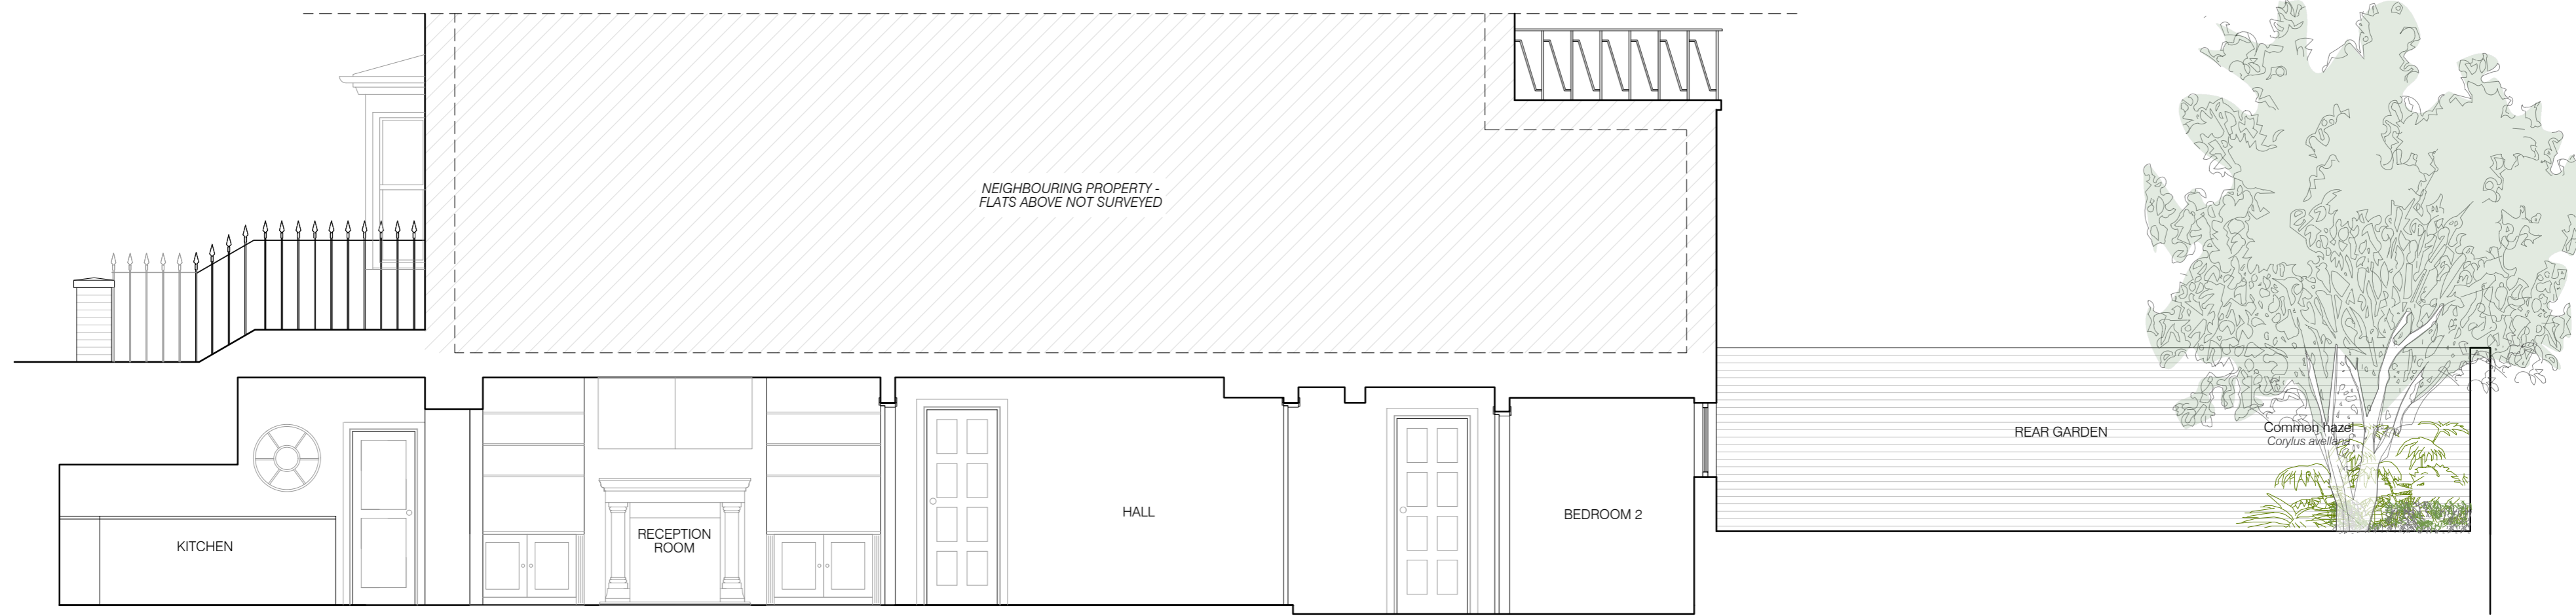 NEIGHBOURING PROPERTY -
FLATS ABOVE NOT SURVEYED
REAR GARDEN
Common hazel
Corylus avellana
KITCHEN
RECEPTION
ROOM
HALL
BEDROOM 2